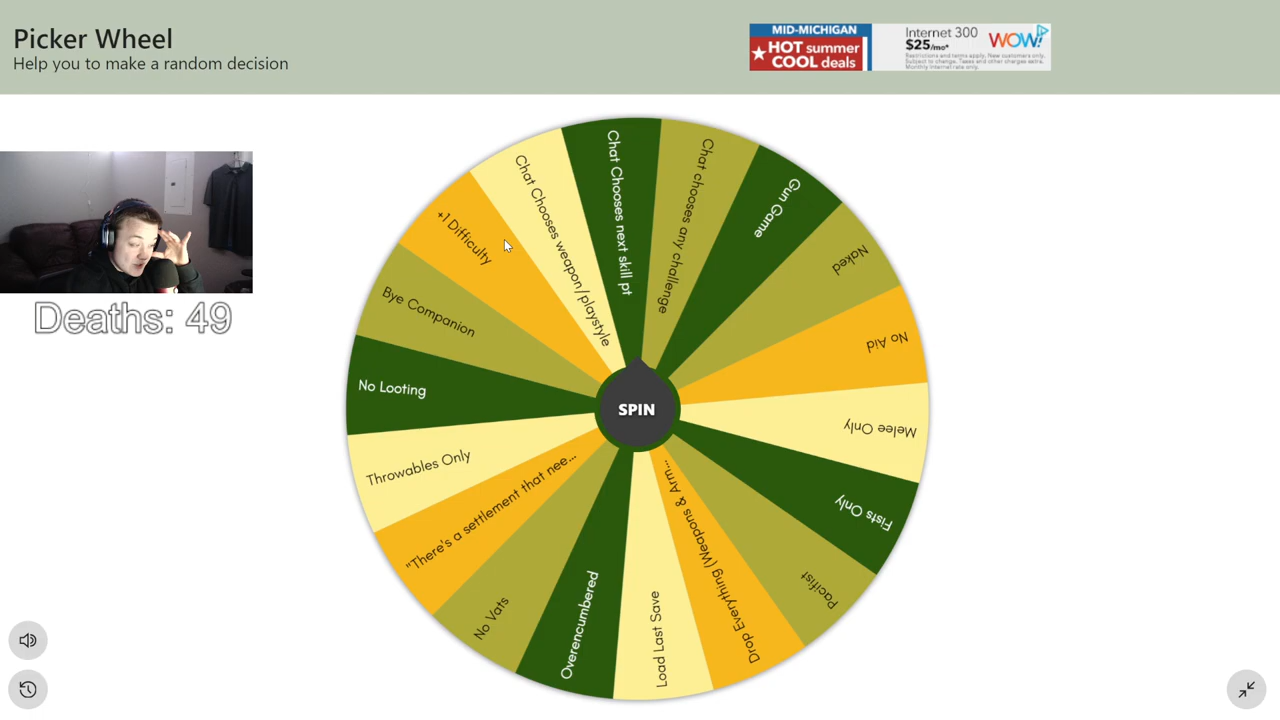 Picker Wheel
Help you to make a random decision
MID-MICHIGAN
HOT summer
COOL deals
Internet 300
$25/mo*
WOW!
Deaths: 49
Chat Chooses next skill pt
Chat chooses any challenge
Gun Game
Naked
No Aid
Melee Only
Fists Only
Pacifist
Drop Everything (Weapons & Arm...
Load Last Save
Overencumbered
No Vats
"There's a settlement that nee...
Throwables Only
No Looting
Bye Companion
+1 Difficulty
Chat Chooses weapon/playstyle
SPIN